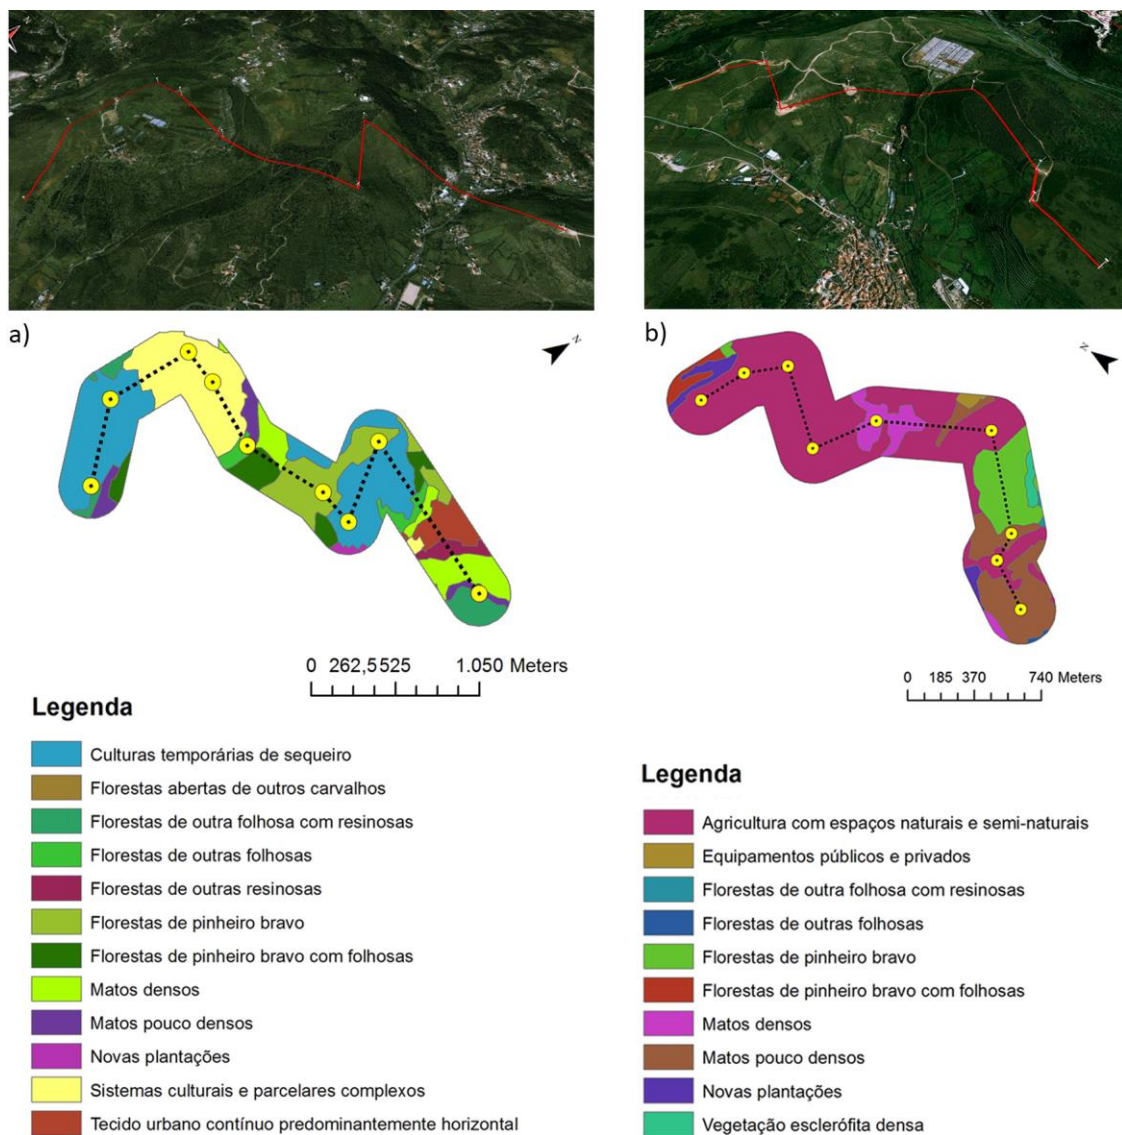 a)
N
b)
N
0 262,5 525 1.050 Meters
0 185 370 740 Meters
Legenda
Culturas temporárias de sequeiro
Florestas abertas de outros carvalhos
Florestas de outra folhosa com resinosas
Florestas de outras folhosas
Florestas de outras resinosas
Florestas de pinheiro bravo
Florestas de pinheiro bravo com folhosas
Matos densos
Matos pouco densos
Novas plantações
Sistemas culturais e parcelares complexos
Tecido urbano contínuo predominantemente horizontal
Legenda
Agricultura com espaços naturais e semi-naturais
Equipamentos públicos e privados
Florestas de outra folhosa com resinosas
Florestas de outras folhosas
Florestas de pinheiro bravo
Florestas de pinheiro bravo com folhosas
Matos densos
Matos pouco densos
Novas plantações
Vegetação esclerófita densa